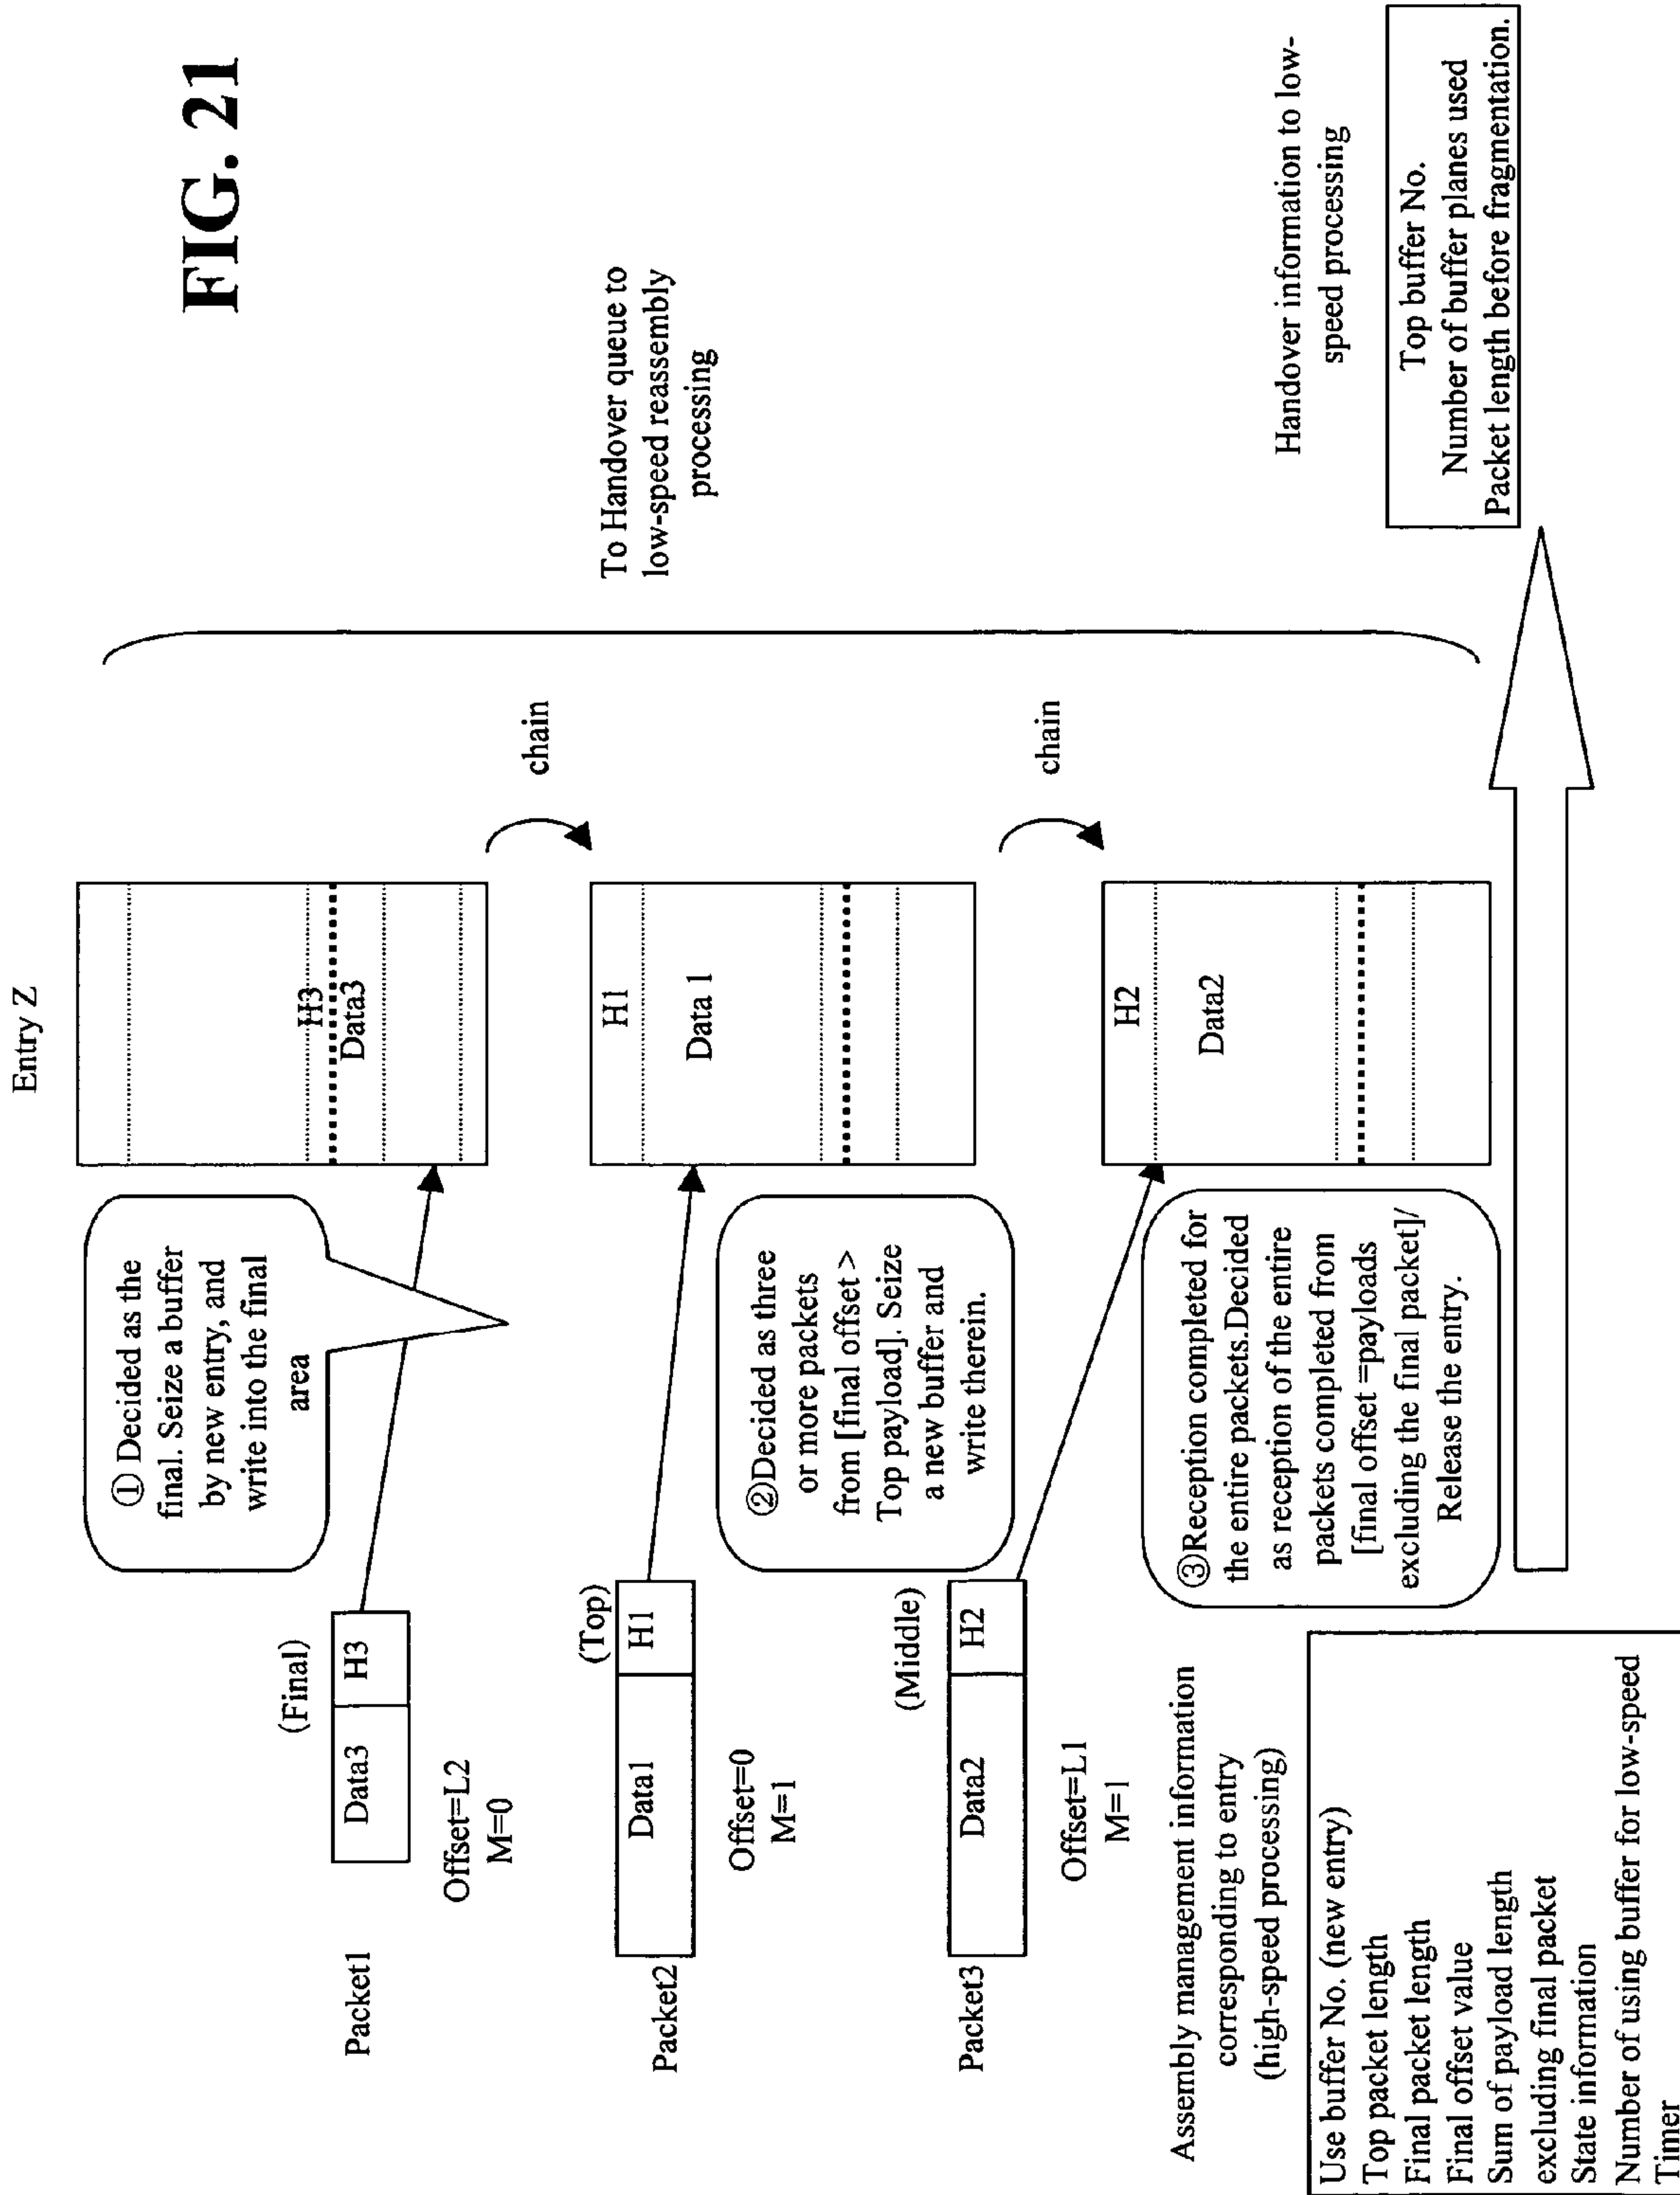 FIG. 21
Entry Z
Packet1
(Final)
Data3
H3
Offset=L2
M=0
① Decided as the
final. Seize a buffer
by new entry, and
write into the final
area
H3
Data3
chain
Packet2
(Top)
Data1
H1
Offset=0
M=1
②Decided as three
or more packets
from [final offset >
Top payload]. Seize
a new buffer and
write therein.
H1
Data 1
To Handover queue to
low-speed reassembly
processing
chain
Packet3
(Middle)
Data2
H2
Offset=L1
M=1
③Reception completed for
the entire packets.Decided
as reception of the entire
packets completed from
[final offset =payloads
excluding the final packet]/
Release the entry.
H2
Data2
Assembly management information
corresponding to entry
(high-speed processing)
Use buffer No. (new entry)
Top packet length
Final packet length
Final offset value
Sum of payload length
excluding final packet
State information
Number of using buffer for low-speed
Timer
Handover information to low-
speed processing
Top buffer No.
Number of buffer planes used
Packet length before fragmentation.